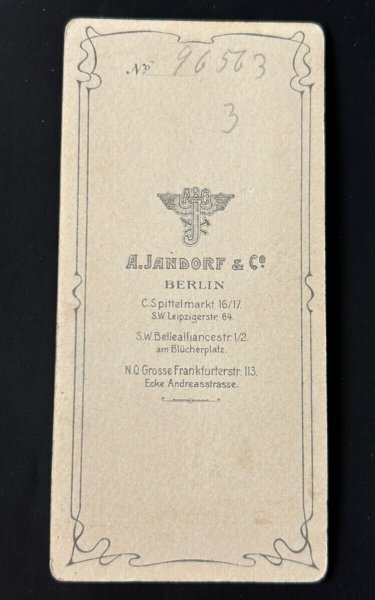 No 96563
3
A J C
A. JANDORF & Co.
BERLIN
C. Spittelmarkt 16/17.
S.W. Leipzigerstr. 64.
S.W. Bellealliancestr. 1/2.
am Blücherplatz.
N.O. Grosse Frankfurterstr. 113.
Ecke Andreasstrasse.